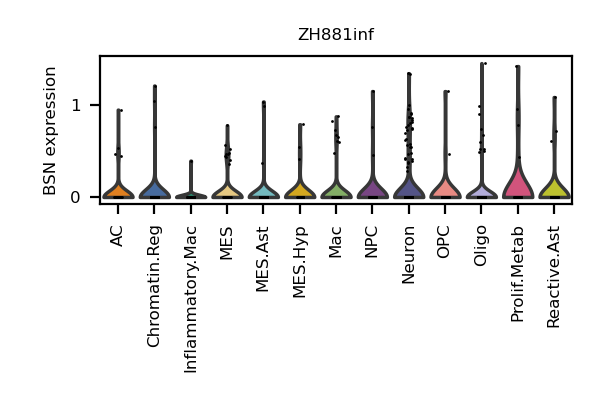 ZH881inf
BSN expression
1
0
AC
Chromatin.Reg
Inflammatory.Mac
MES
MES.Ast
MES.Hyp
Mac
NPC
Neuron
OPC
Oligo
Prolif.Metab
Reactive.Ast